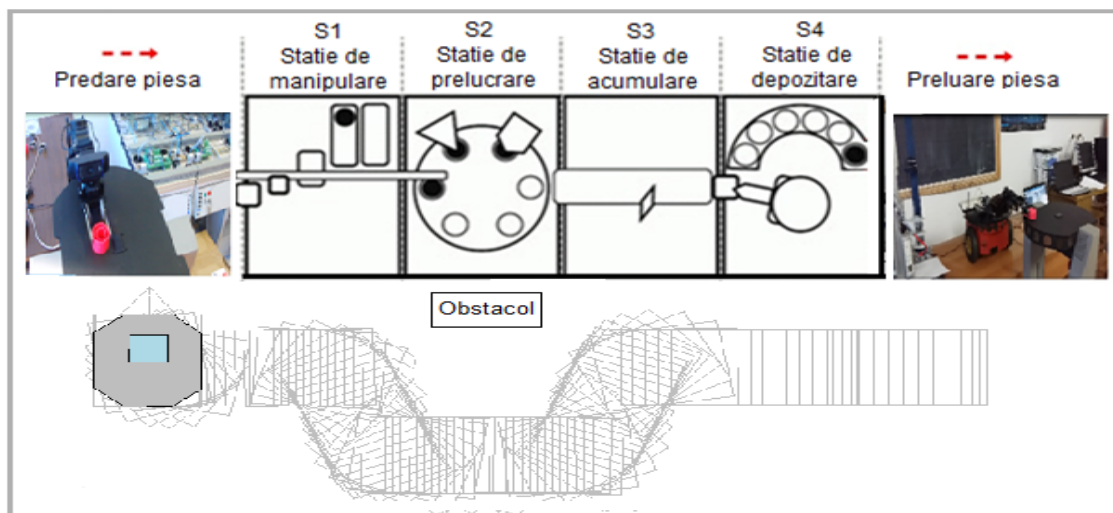 Predare piesa
S1
Statie de
manipulare
S2
Statie de
prelucrare
S3
Statie de
acumulare
S4
Statie de
depozitare
Preluare piesa
Obstacol